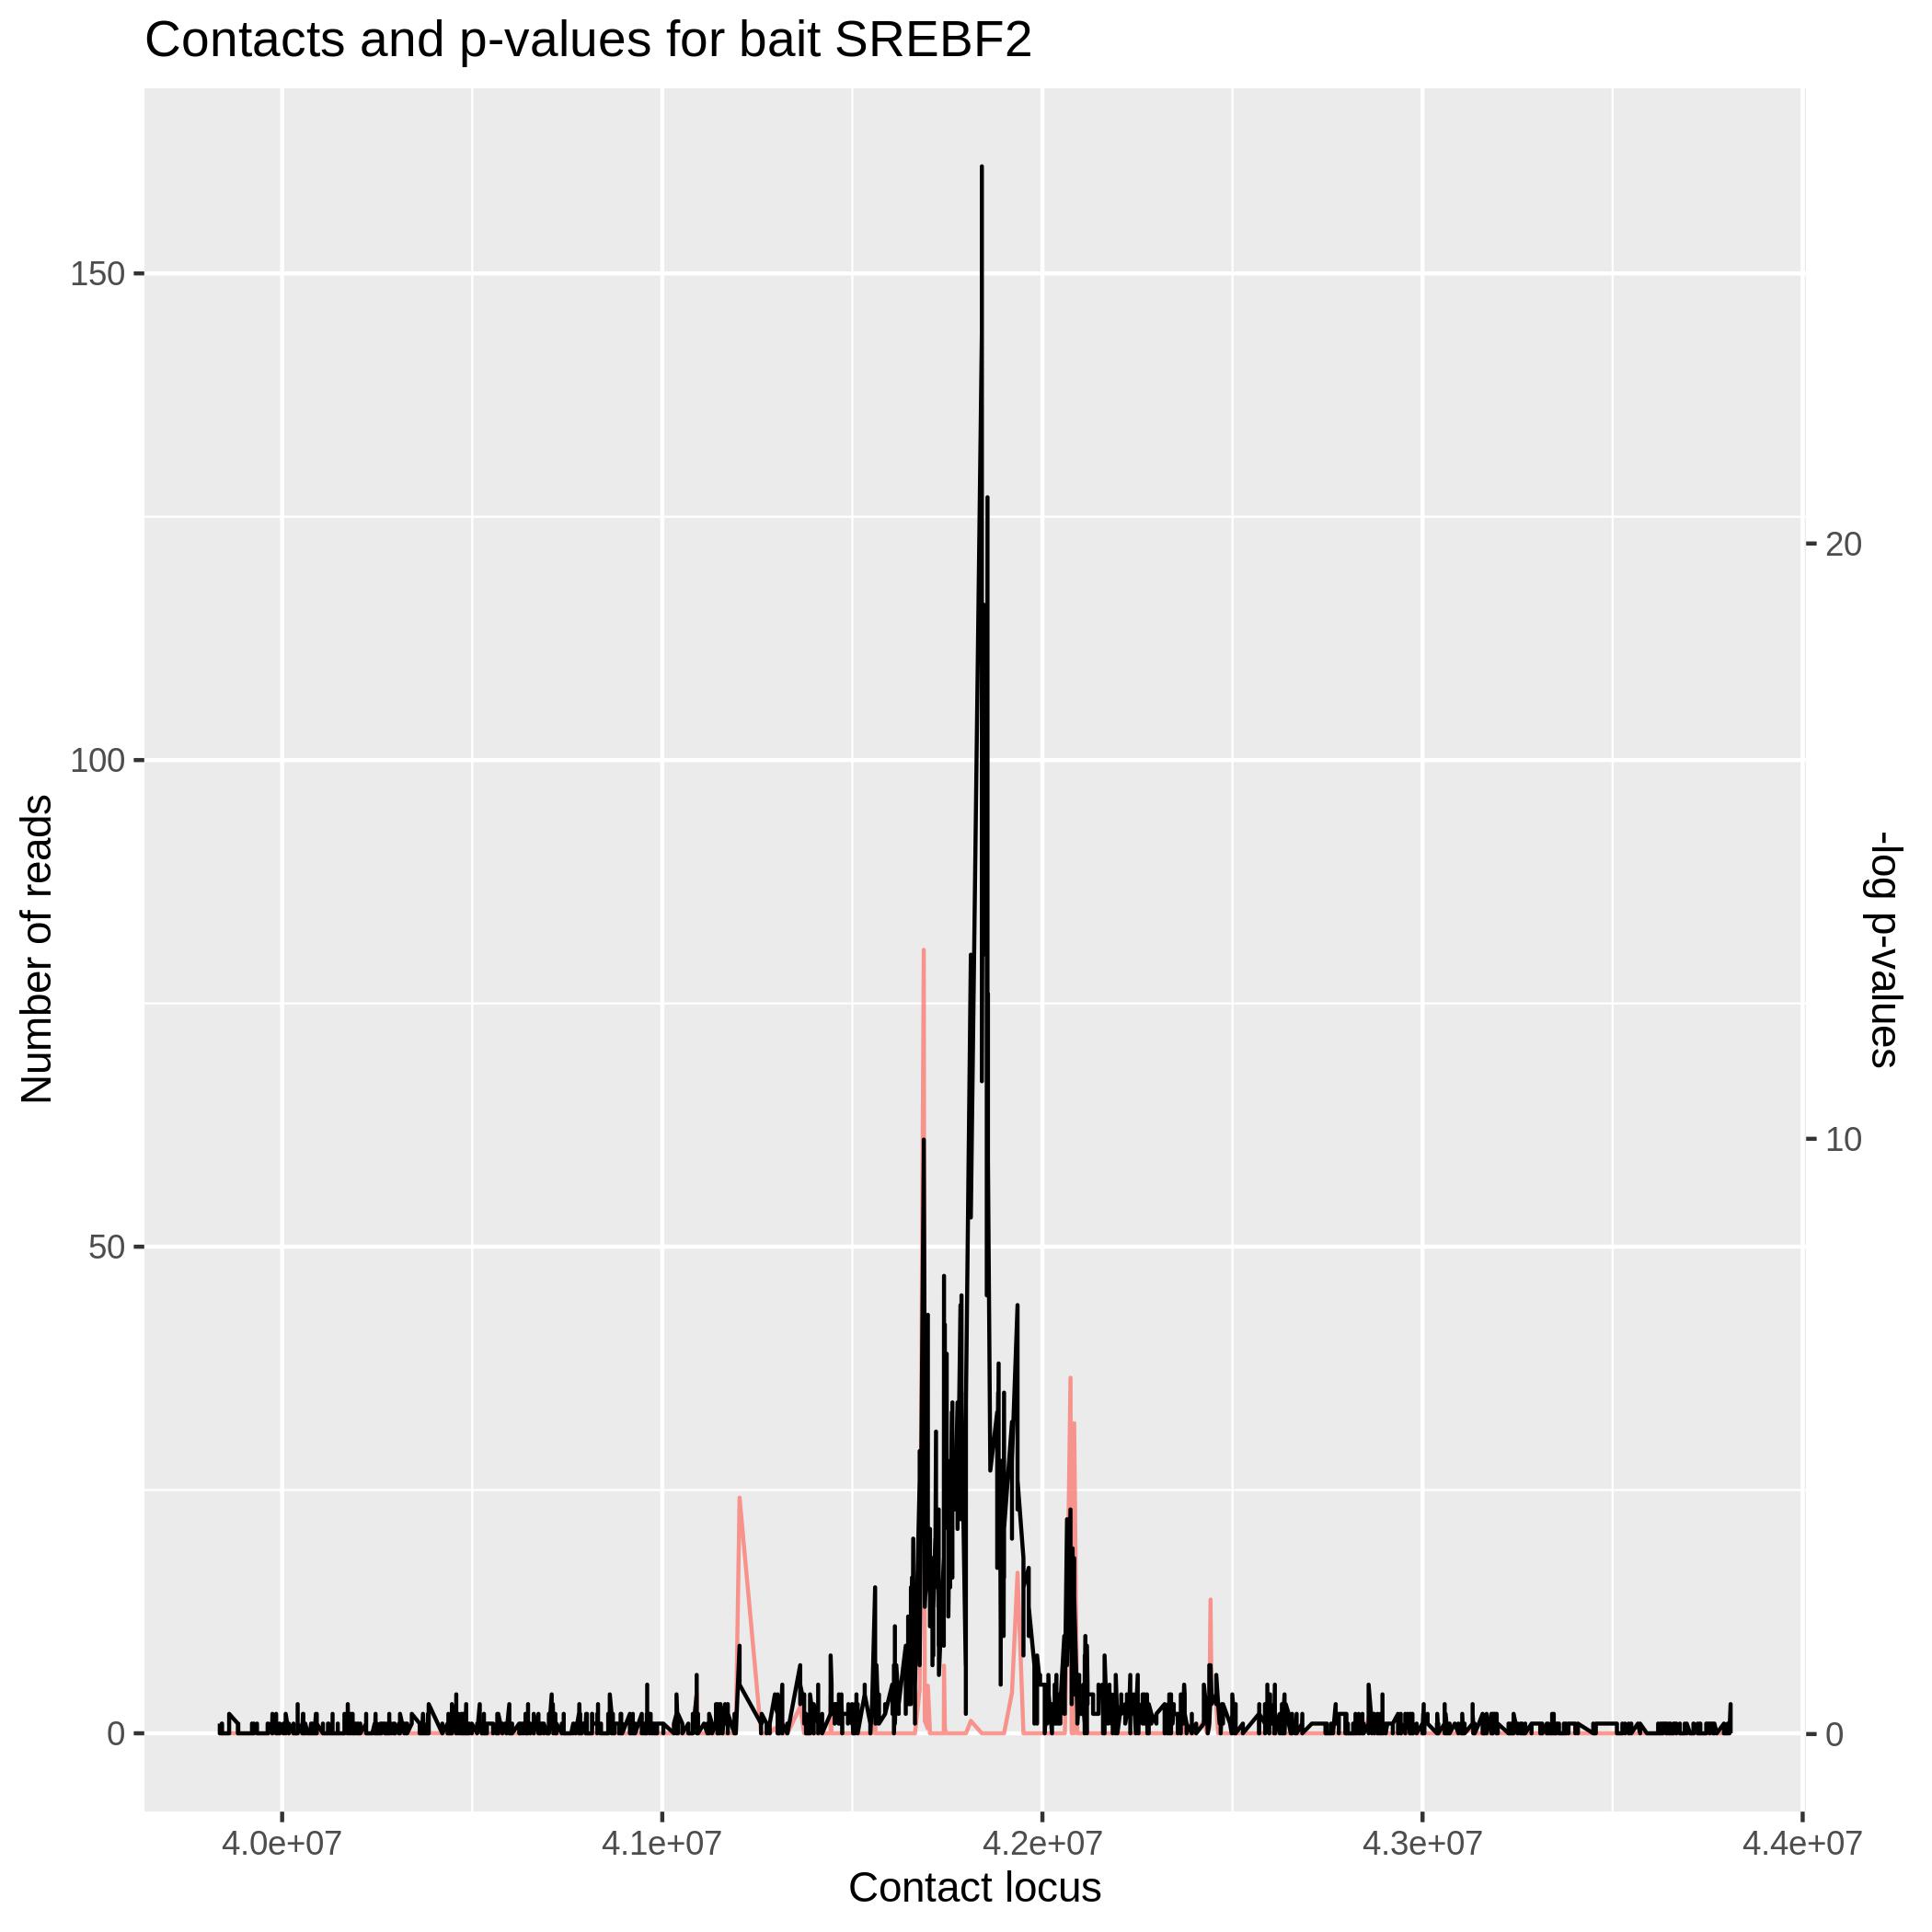 Contacts and p-values for bait SREBF2
150
100
50
0
Number of reads
20
10
0
-log p-values
4.0e+07
4.1e+07
4.2e+07
4.3e+07
4.4e+07
Contact locus